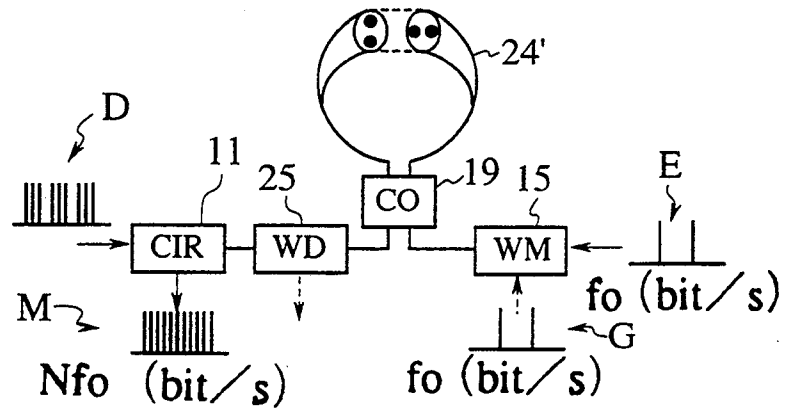 24'
D
11
25
CO
19
15
E
CIR
WD
WM
fo (bit/s)
M
G
Nfo (bit/s)
fo (bit/s)